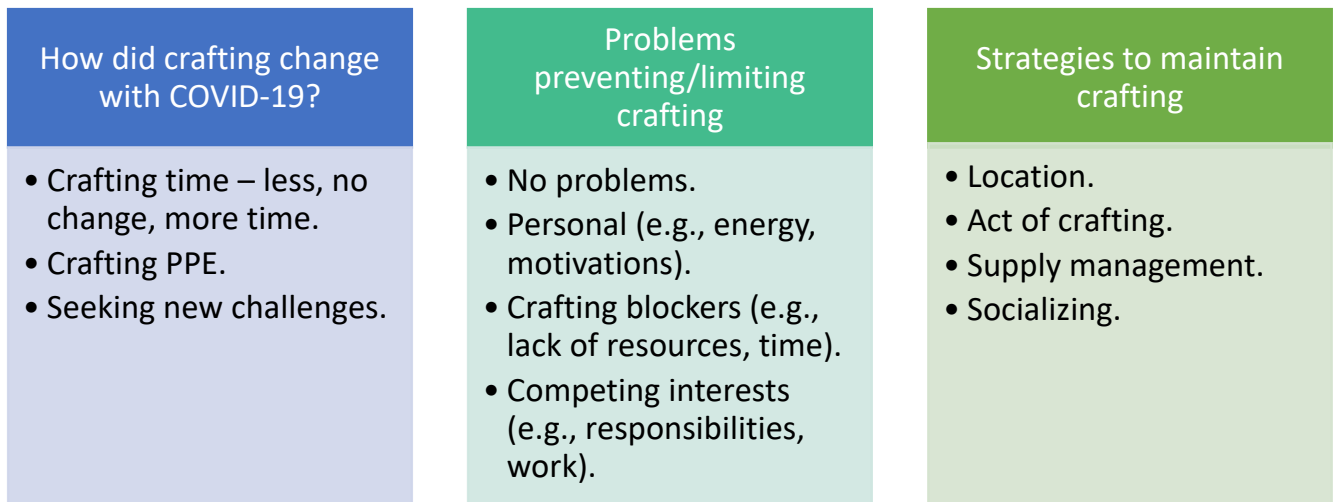 How did crafting change
with COVID-19?
• Crafting time – less, no
change, more time.
• Crafting PPE.
• Seeking new challenges.
Problems
preventing/limiting
crafting
• No problems.
• Personal (e.g., energy,
motivations).
• Crafting blockers (e.g.,
lack of resources, time).
• Competing interests
(e.g., responsibilities,
work).
Strategies to maintain
crafting
• Location.
• Act of crafting.
• Supply management.
• Socializing.